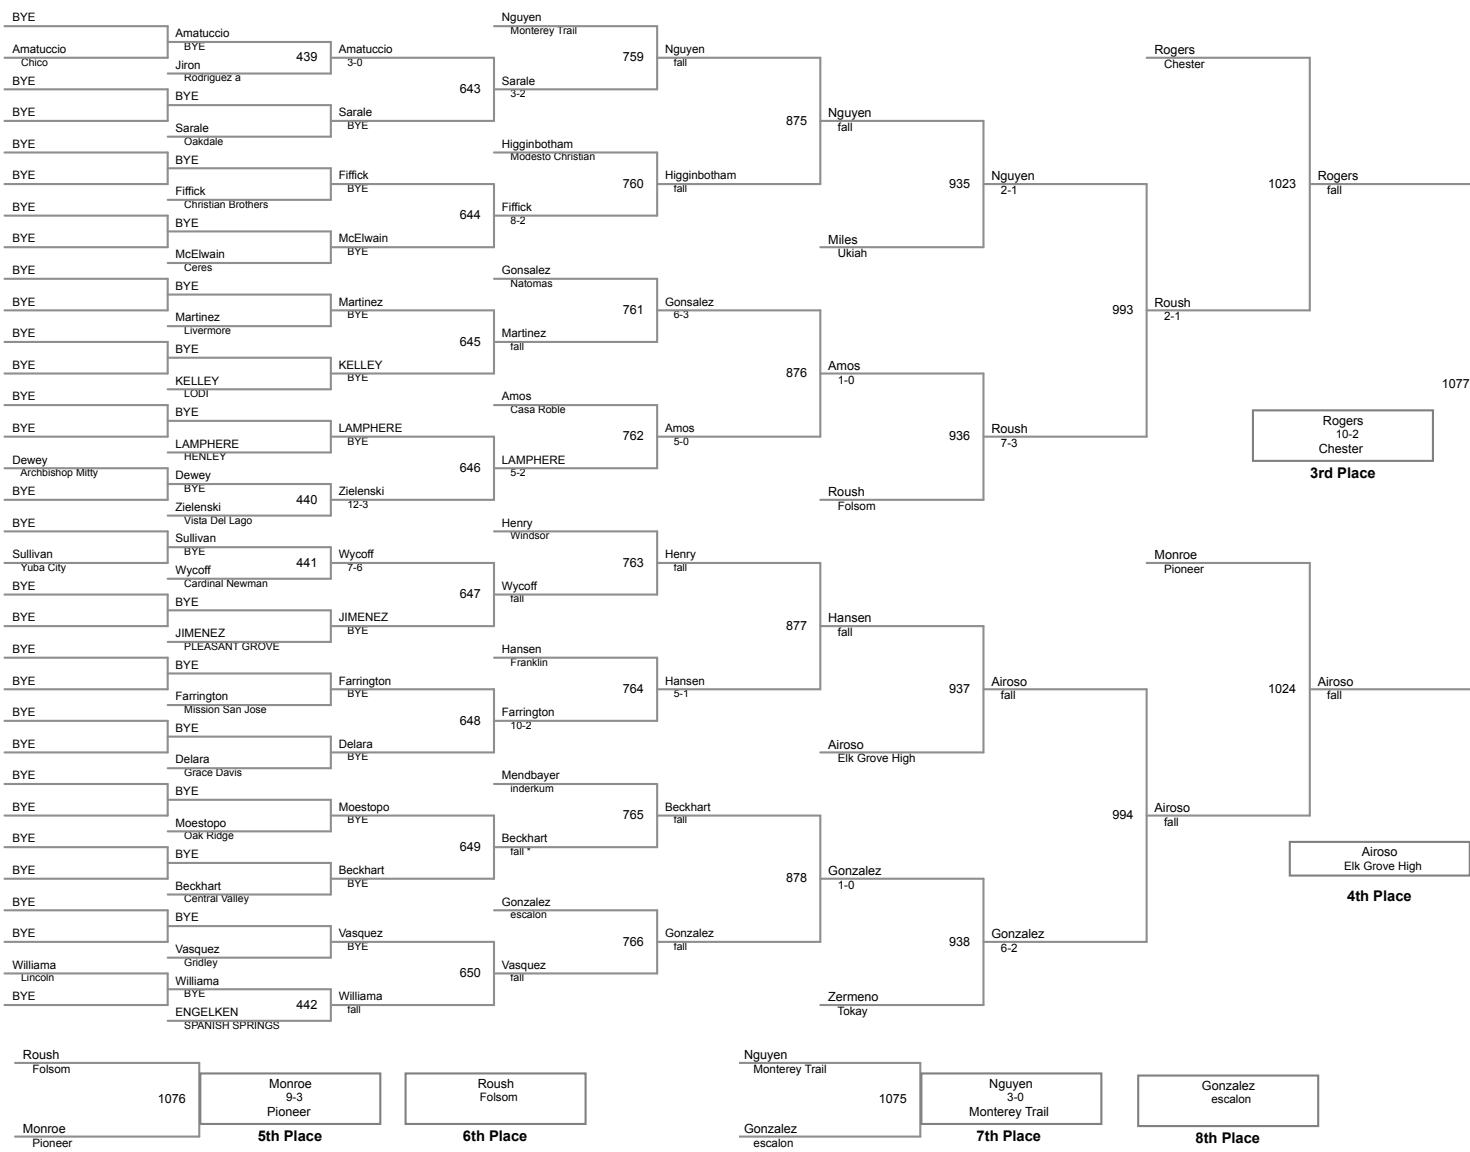 BYE
Amatuccio
Chico
BYE
BYE
BYE
BYE
BYE
BYE
BYE
BYE
BYE
BYE
BYE
BYE
Dewey
Archbishop Mitty
BYE
BYE
Sullivan
Yuba City
BYE
BYE
BYE
BYE
BYE
BYE
BYE
BYE
BYE
BYE
BYE
BYE
Williama
Lincoln
BYE
Amatuccio
BYE
439
Jiron
Rodriguez a
BYE
Sarale
Oakdale
BYE
Fiffick
Christian Brothers
BYE
McElwain
Ceres
BYE
Martinez
Livermore
BYE
KELLEY
LODI
BYE
LAMPHERE
HENLEY
Dewey
BYE
440
Zielenski
Vista Del Lago
Sullivan
BYE
441
Wycoff
Cardinal Newman
BYE
JIMENEZ
PLEASANT GROVE
BYE
Farrington
Mission San Jose
BYE
Delara
Grace Davis
BYE
Moestopo
Oak Ridge
BYE
Beckhart
Central Valley
BYE
Vasquez
Gridley
Williama
BYE
442
ENGELKEN
SPANISH SPRINGS
Amatuccio
3-0
643
Sarale
BYE
Fiffick
BYE
644
McElwain
BYE
Martinez
BYE
645
KELLEY
BYE
LAMPHERE
BYE
646
Zielenski
12-3
Wycoff
7-6
647
JIMENEZ
BYE
Farrington
BYE
648
Delara
BYE
Moestopo
BYE
649
Beckhart
BYE
Vasquez
BYE
650
Williama
fall
Nguyen
Monterey Trail
759
Sarale
3-2
Higginbotham
Modesto Christian
760
Fiffick
8-2
Gonsalez
Natomas
761
Martinez
fall
Amos
Casa Roble
762
LAMPHERE
5-2
Henry
Windsor
763
Wycoff
fall
Hansen
Franklin
764
Farrington
10-2
Mendbayer
inderkum
765
Beckhart
fall *
Gonzalez
escalon
766
Vasquez
fall
Nguyen
fall
875
Higginbotham
fall
Gonsalez
6-3
876
Amos
5-0
Henry
fall
877
Hansen
5-1
Beckhart
fall
878
Gonzalez
fall
Nguyen
fall
935
Miles
Ukiah
Amos
1-0
936
Roush
Folsom
Hansen
fall
937
Airoso
Elk Grove High
Gonzalez
1-0
938
Zermeno
Tokay
Nguyen
2-1
993
Roush
7-3
Airoso
fall
994
Gonzalez
6-2
Rogers
Chester
1023
Roush
2-1
Monroe
Pioneer
1024
Airoso
fall
Rogers
fall
1077
Airoso
fall
Rogers
10-2
Chester
3rd Place
Airoso
Elk Grove High
4th Place
Roush
Folsom
1076
Monroe
Pioneer
Monroe
9-3
Pioneer
5th Place
Roush
Folsom
6th Place
Nguyen
Monterey Trail
1075
Gonzalez
escalon
Nguyen
3-0
Monterey Trail
7th Place
Gonzalez
escalon
8th Place